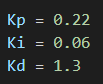 Kp = 0.22
Ki = 0.06
Kd = 1.3